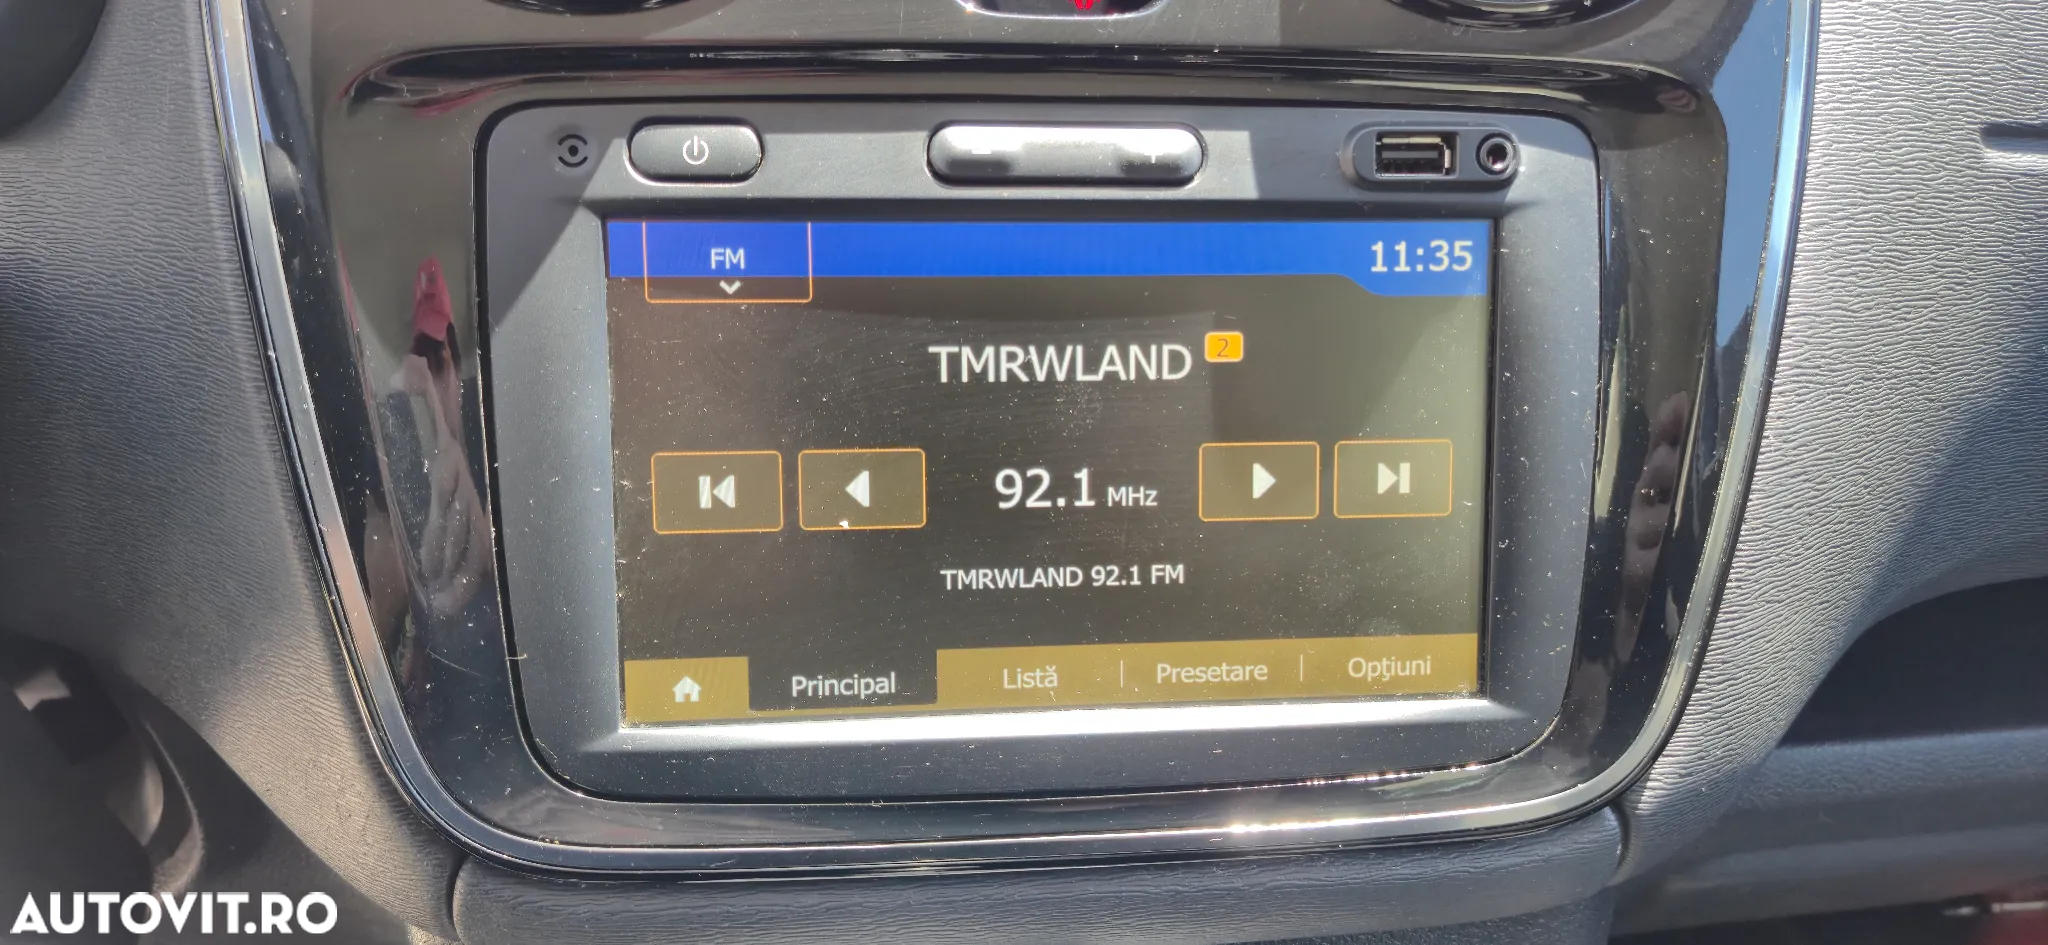 FM
11:35
TMRWLAND 2
92.1 MHz
TMRWLAND 92.1 FM
Principal
Listă
Presetare
Opțiuni
AUTOVIT.RO